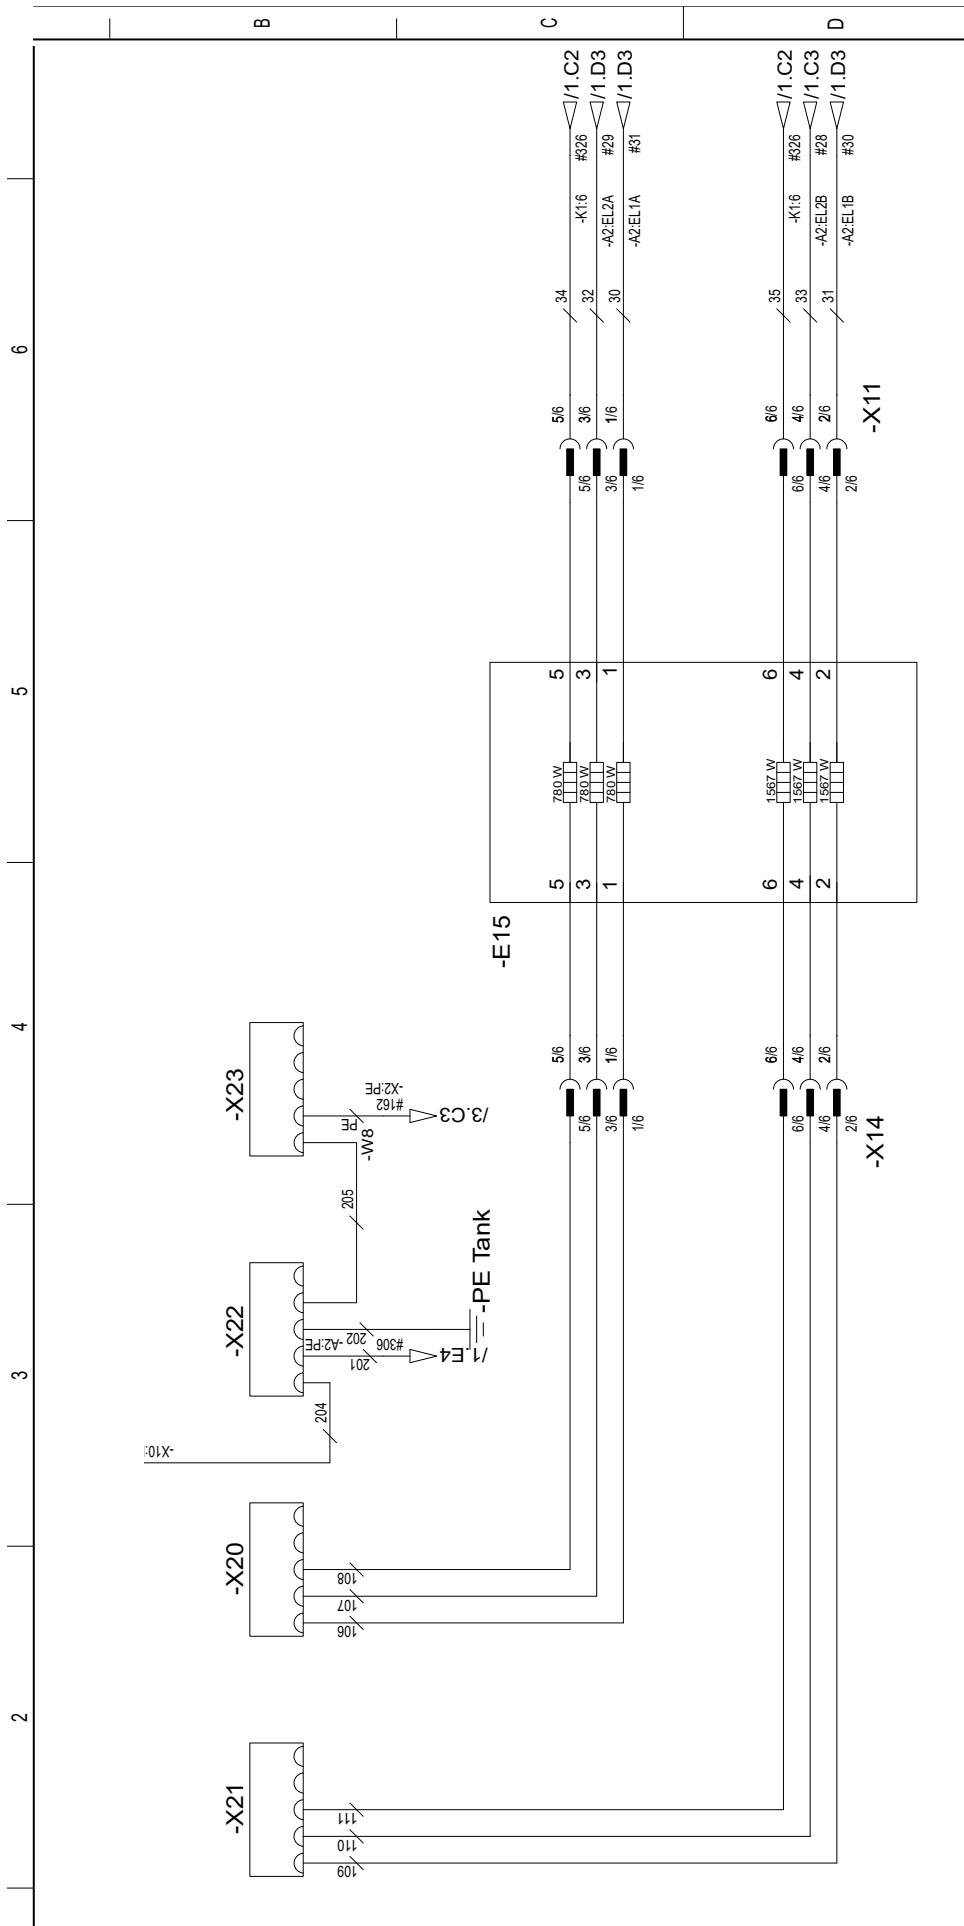 B
C
D
/1.C2
/1.D3
/1.D3
/1.C2
/1.C3
/1.D3
#326
#29
#31
#326
#28
#30
-K1:6
-A2:EL2A
-A2:EL1A
-K1:6
-A2:EL2B
-A2:EL1B
34
32
30
35
33
31
6
5/6
3/6
1/6
6/6
4/6
2/6
-X11
5/6
3/6
1/6
6/6
4/6
2/6
5
5
3
1
6
4
2
780 W
780 W
780 W
1567 W
1567 W
1567 W
5
3
1
6
4
2
-E15
4
-X23
PE
-W8
#162
-X2:PE
/3.C3
5/6
3/6
1/6
6/6
4/6
2/6
5/6
3/6
1/6
6/6
4/6
2/6
-X14
205
-X22
-PE Tank
202
-A2:PE
201
#306
/1.E4
3
204
-X10:
-X20
108
107
106
2
-X21
111
110
109